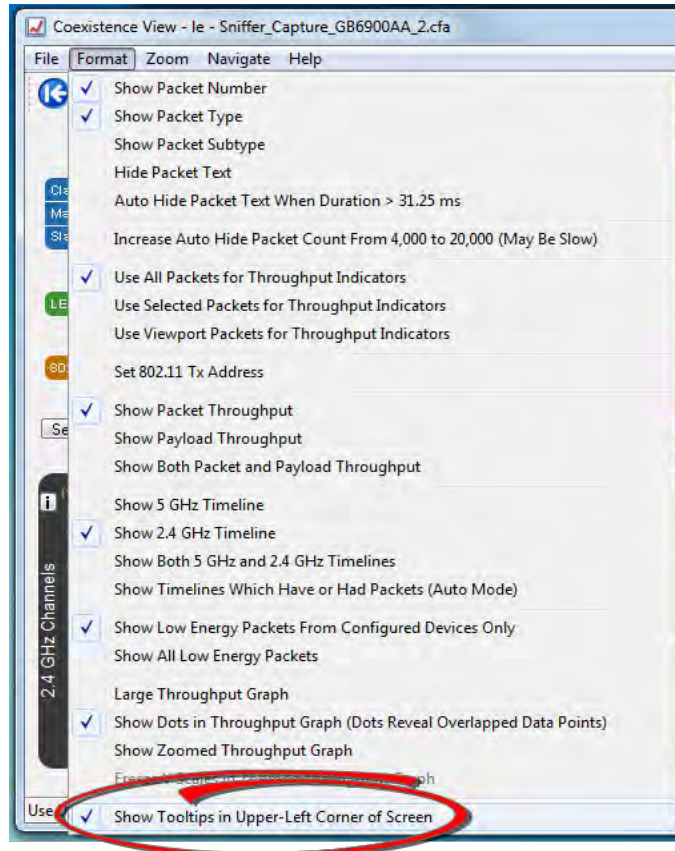 Coexistence View - le - Sniffer_Capture_GB6900AA_2.cfa
File Format Zoom Navigate Help
Show Packet Number
Show Packet Type
Show Packet Subtype
Hide Packet Text
Auto Hide Packet Text When Duration > 31.25 ms
Increase Auto Hide Packet Count From 4,000 to 20,000 (May Be Slow)
Use All Packets for Throughput Indicators
Use Selected Packets for Throughput Indicators
Use Viewport Packets for Throughput Indicators
Set 802.11 Tx Address
Show Packet Throughput
Show Payload Throughput
Show Both Packet and Payload Throughput
Show 5 GHz Timeline
Show 2.4 GHz Timeline
Show Both 5 GHz and 2.4 GHz Timelines
Show Timelines Which Have or Had Packets (Auto Mode)
Show Low Energy Packets From Configured Devices Only
Show All Low Energy Packets
Large Throughput Graph
Show Dots in Throughput Graph (Dots Reveal Overlapped Data Points)
Show Zoomed Throughput Graph
Show Tooltips in Upper-Left Corner of Screen
Cla
Ma
Sla
LE
80
Se
i
2.4 GHz Channels
Use